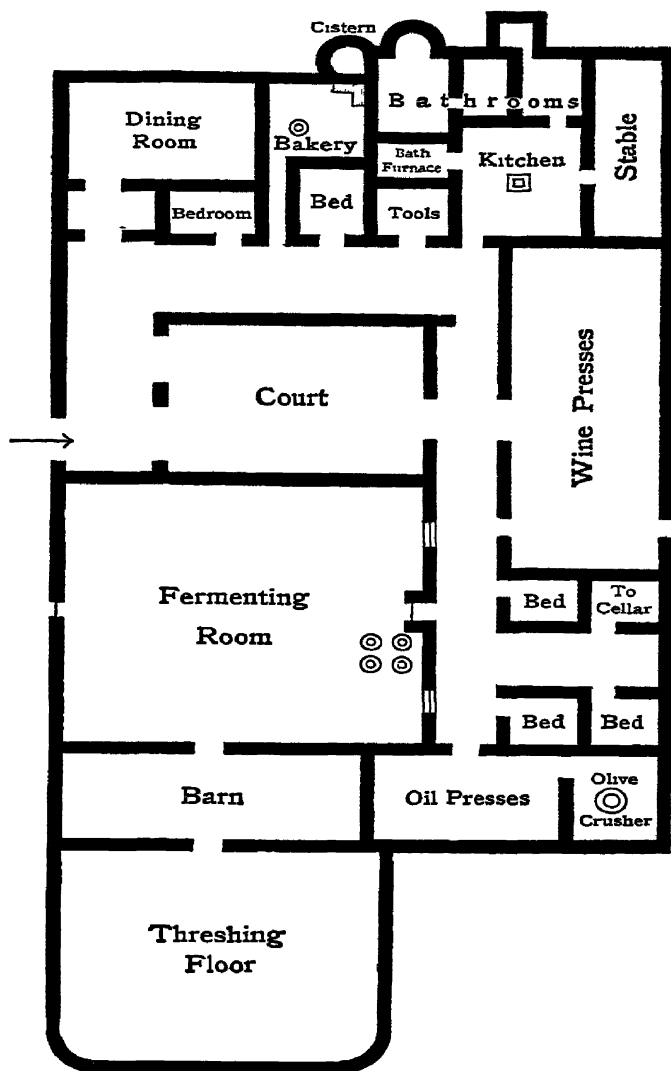 Cistern
Bathrooms
Dining
Room
Bakery
Bath
Furnace
Kitchen
Stable
Bedroom
Bed
Tools
Court
Wine Presses
Fermenting
Room
Bed
To
Cellar
Bed
Bed
Barn
Oil Presses
Olive
Crusher
Threshing
Floor